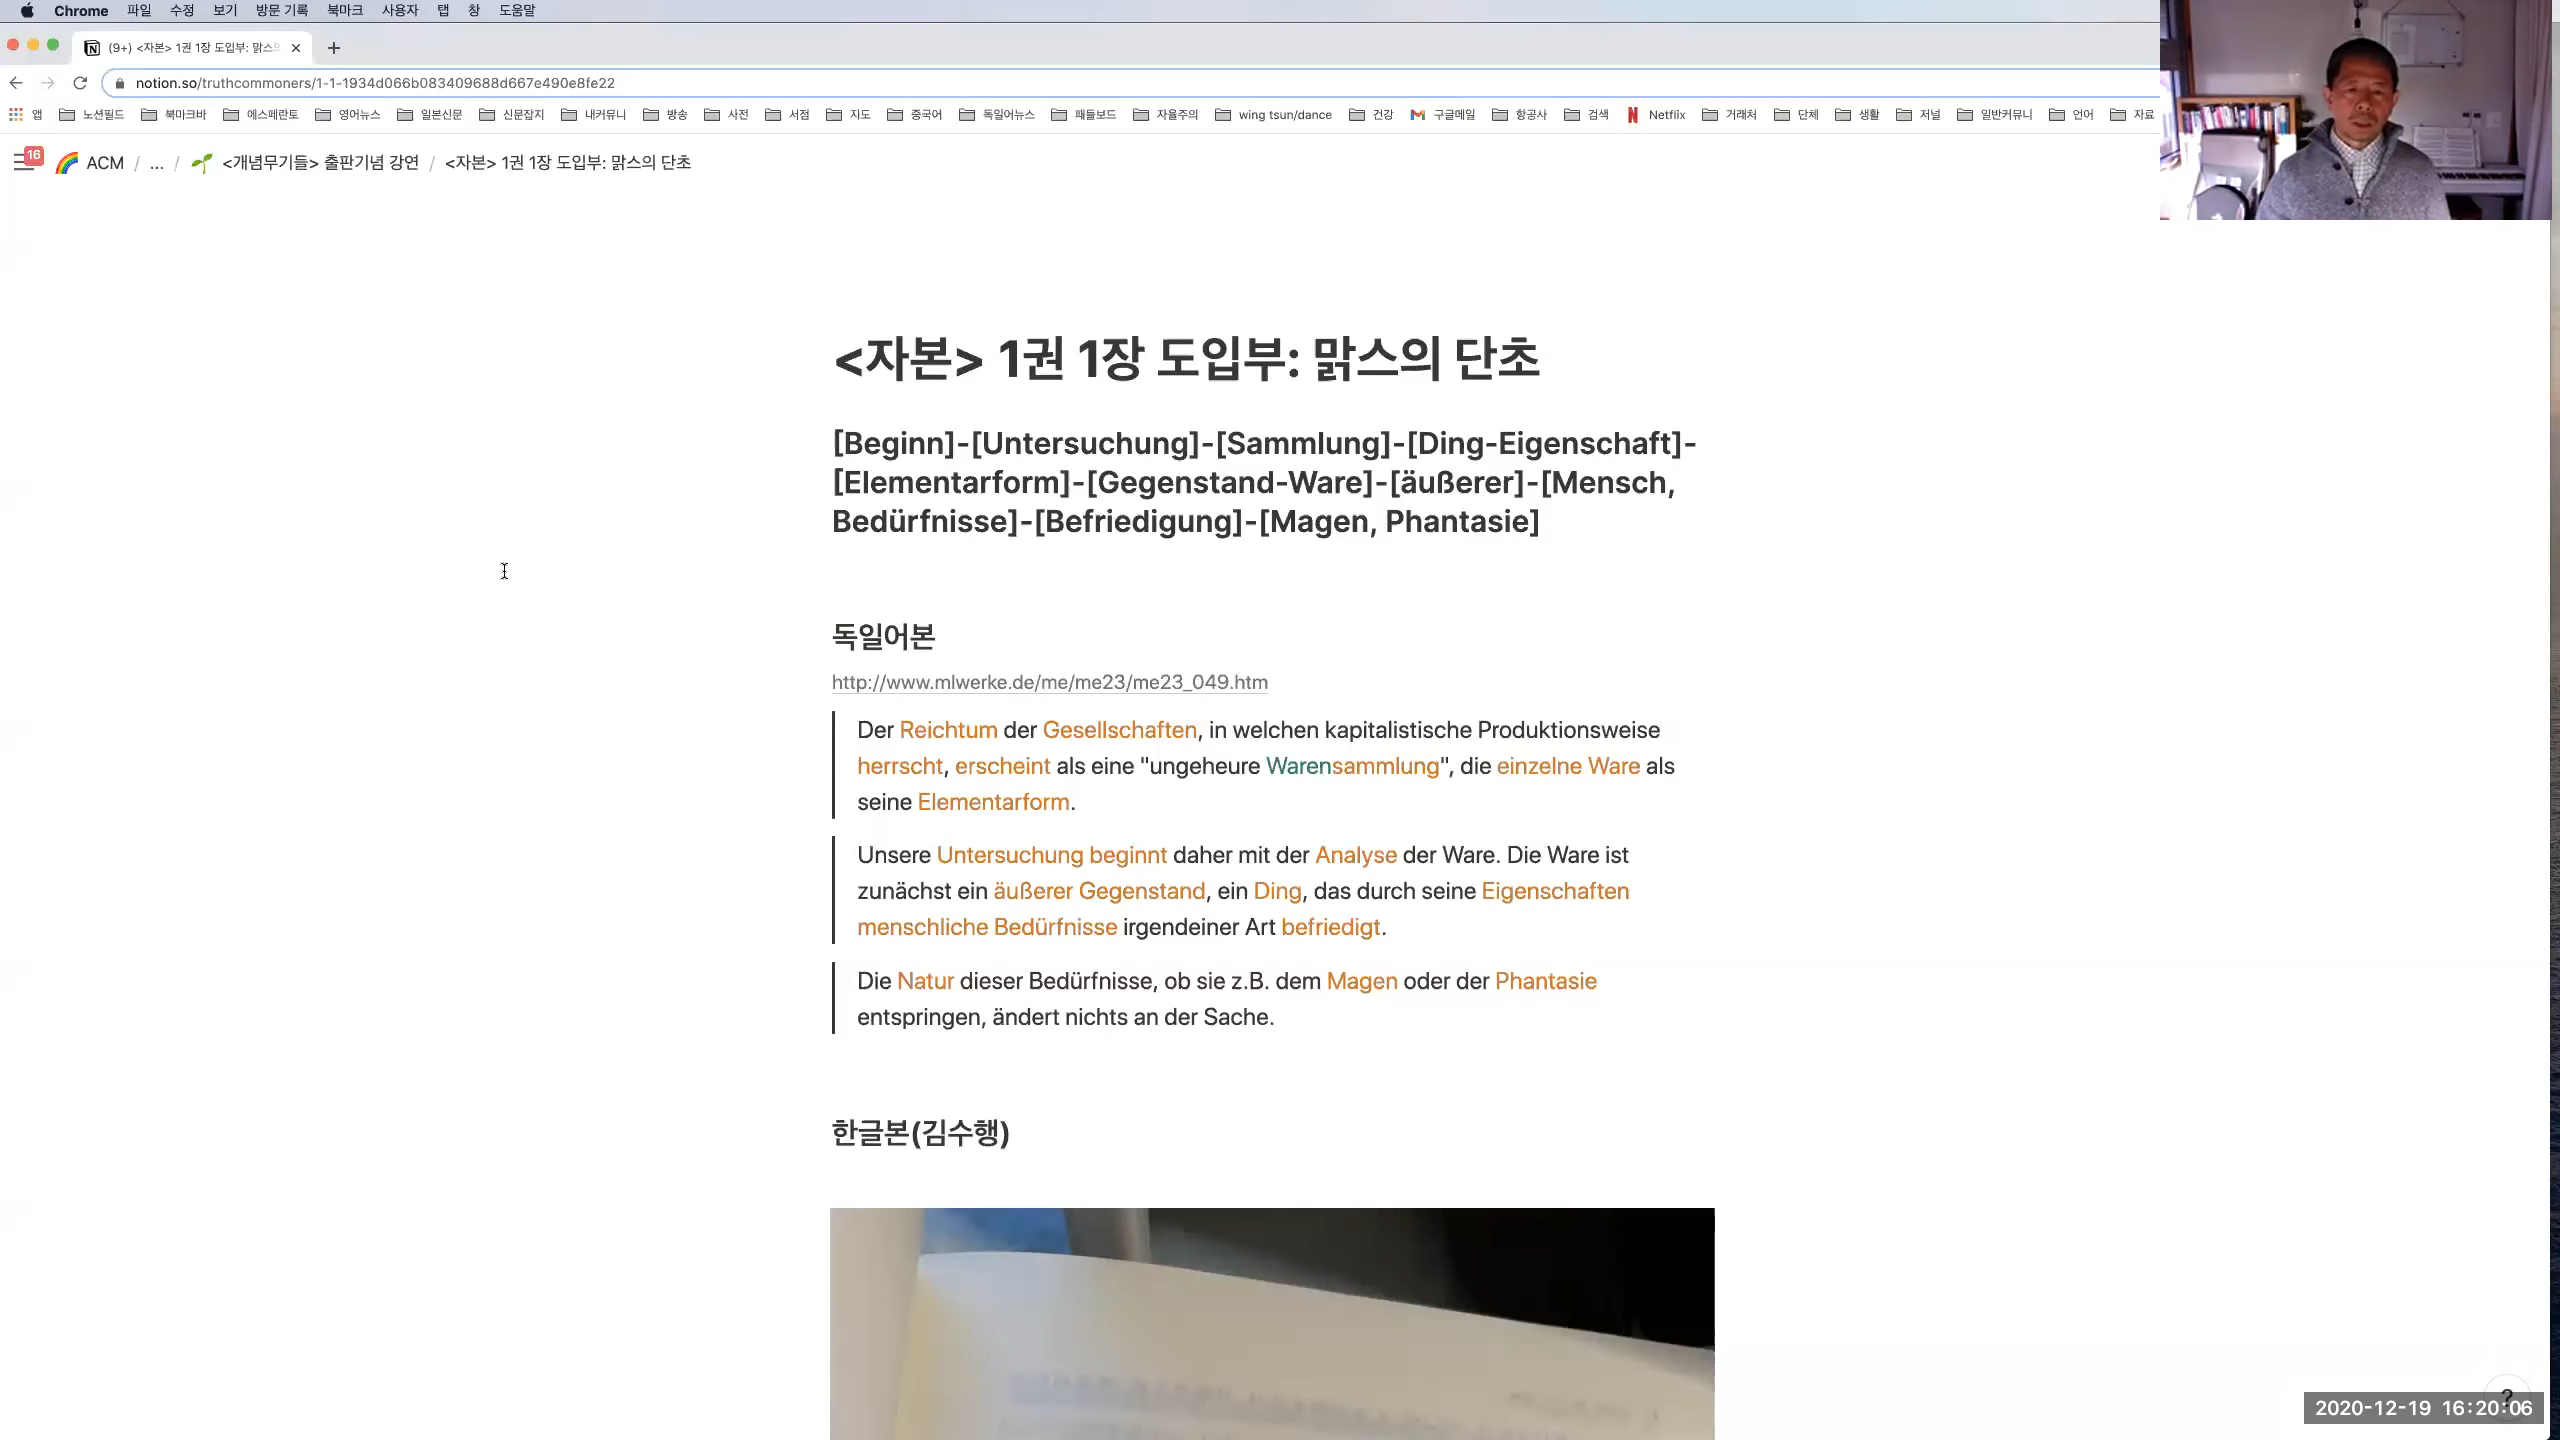 Chrome 파일 수정 보기 방문 기록 북마크 사용자 탭 창 도움말
(9+) <자본> 1권 1장 도입부: 맑스의
notion.so/truthcommoners/1-1-1934d066b083409688d667e490e8fe22
앱 노션필드 북마크바 에스페란토 영어뉴스 일본신문 신문잡지 내커뮤니 방송 사전 서점 지도 중국어 독일어뉴스 패들보드 자율주의 wing tsun/dance 건강 구글메일 항공사 검색 Netflix 거래처 단체 생활 저널 일반커뮤니 언어 자료
16 ACM / ... / <개념무기들> 출판기념 강연 / <자본> 1권 1장 도입부: 맑스의 단초
<자본> 1권 1장 도입부: 맑스의 단초
[Beginn]-[Untersuchung]-[Sammlung]-[Ding-Eigenschaft]-
[Elementarform]-[Gegenstand-Ware]-[äußerer]-[Mensch,
Bedürfnisse]-[Befriedigung]-[Magen, Phantasie]
독일어본
http://www.mlwerke.de/me/me23/me23_049.htm
Der Reichtum der Gesellschaften, in welchen kapitalistische Produktionsweise
herrscht, erscheint als eine "ungeheure Warensammlung", die einzelne Ware als
seine Elementarform.
Unsere Untersuchung beginnt daher mit der Analyse der Ware. Die Ware ist
zunächst ein äußerer Gegenstand, ein Ding, das durch seine Eigenschaften
menschliche Bedürfnisse irgendeiner Art befriedigt.
Die Natur dieser Bedürfnisse, ob sie z.B. dem Magen oder der Phantasie
entspringen, ändert nichts an der Sache.
한글본(김수행)
?
2020-12-19 16:20:06